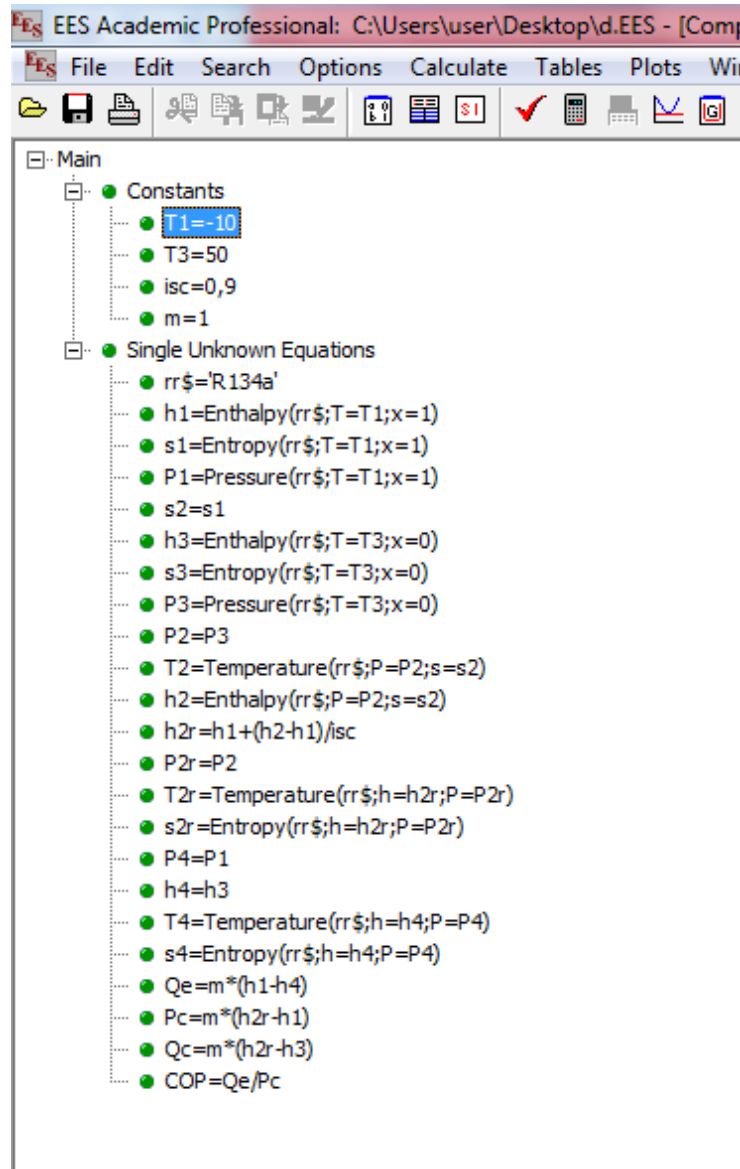 EES EES Academic Professional: C:\Users\user\Desktop\d.EES - [Comp
EES File Edit Search Options Calculate Tables Plots Wi
SI
Main
Constants
T1=-10
T3=50
isc=0,9
m=1
Single Unknown Equations
rr$='R134a'
h1=Enthalpy(rr$;T=T1;x=1)
s1=Entropy(rr$;T=T1;x=1)
P1=Pressure(rr$;T=T1;x=1)
s2=s1
h3=Enthalpy(rr$;T=T3;x=0)
s3=Entropy(rr$;T=T3;x=0)
P3=Pressure(rr$;T=T3;x=0)
P2=P3
T2=Temperature(rr$;P=P2;s=s2)
h2=Enthalpy(rr$;P=P2;s=s2)
h2r=h1+(h2-h1)/isc
P2r=P2
T2r=Temperature(rr$;h=h2r;P=P2r)
s2r=Entropy(rr$;h=h2r;P=P2r)
P4=P1
h4=h3
T4=Temperature(rr$;h=h4;P=P4)
s4=Entropy(rr$;h=h4;P=P4)
Qe=m*(h1-h4)
Pc=m*(h2r-h1)
Qc=m*(h2r-h3)
COP=Qe/Pc